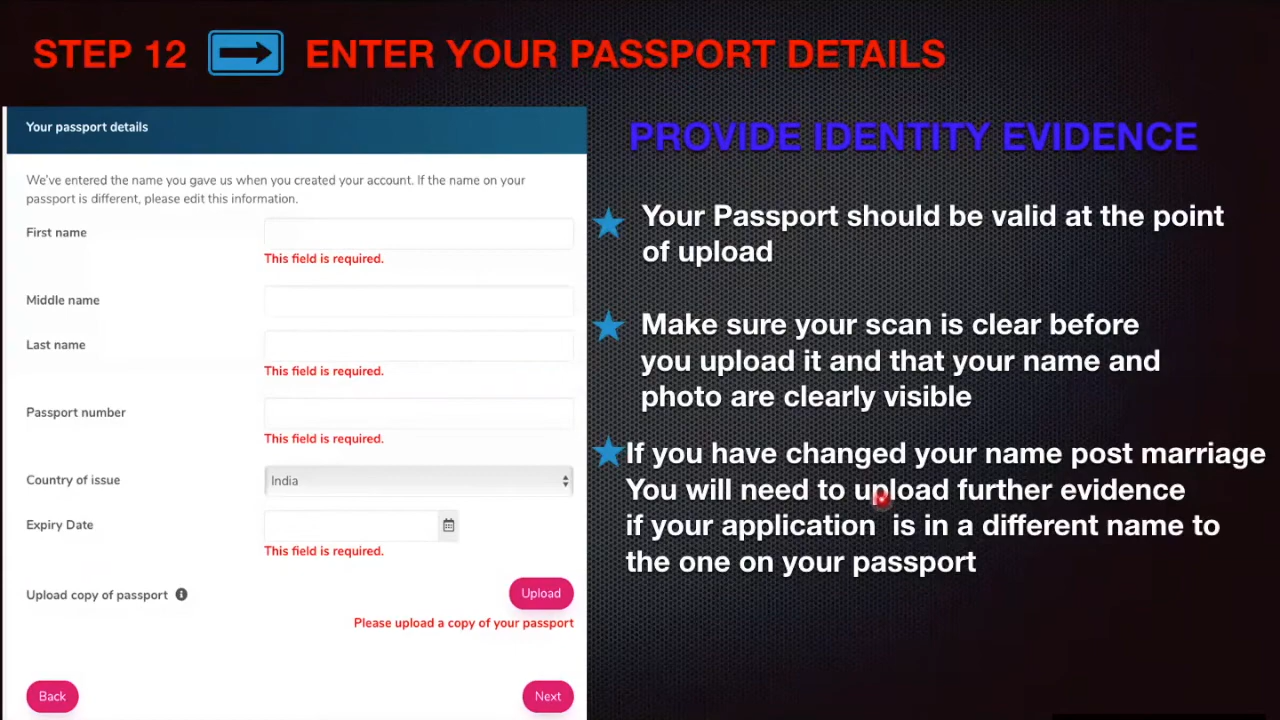 STEP 12 ENTER YOUR PASSPORT DETAILS
Your passport details
We've entered the name you gave us when you created your account. If the name on your
passport is different, please edit this information.
First name
This field is required.
Middle name
Last name
This field is required.
Passport number
This field is required.
Country of issue India
Expiry Date
This field is required.
Upload copy of passport Upload
Please upload a copy of your passport
Back Next
PROVIDE IDENTITY EVIDENCE
Your Passport should be valid at the point
of upload
Make sure your scan is clear before
you upload it and that your name and
photo are clearly visible
If you have changed your name post marriage
You will need to upload further evidence
if your application is in a different name to
the one on your passport